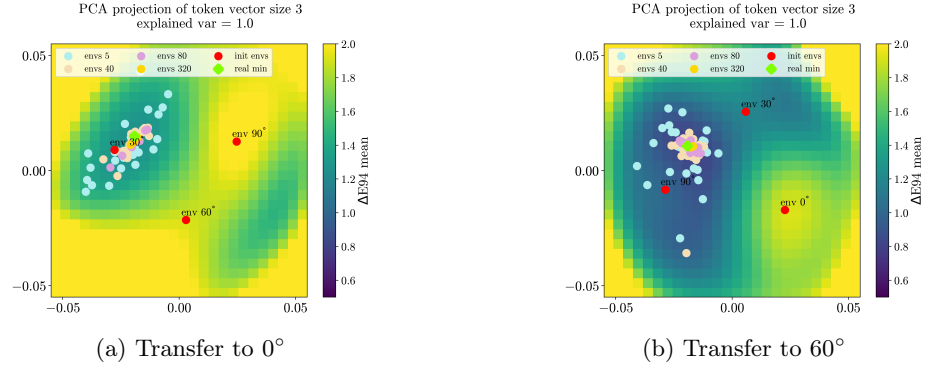 PCA projection of token vector size 3
explained var = 1.0
envs 5
envs 80
init envs
envs 40
envs 320
real min
env 30°
env 90°
env 60°
0.05
0.00
−0.05
−0.05
0.00
0.05
2.0
1.8
1.6
1.4
1.2
1.0
0.8
0.6
ΔE94 mean
(a) Transfer to 0°
PCA projection of token vector size 3
explained var = 1.0
envs 5
envs 80
init envs
envs 40
envs 320
real min
env 30°
env 90°
env 0°
0.05
0.00
−0.05
−0.05
0.00
0.05
2.0
1.8
1.6
1.4
1.2
1.0
0.8
0.6
ΔE94 mean
(b) Transfer to 60°